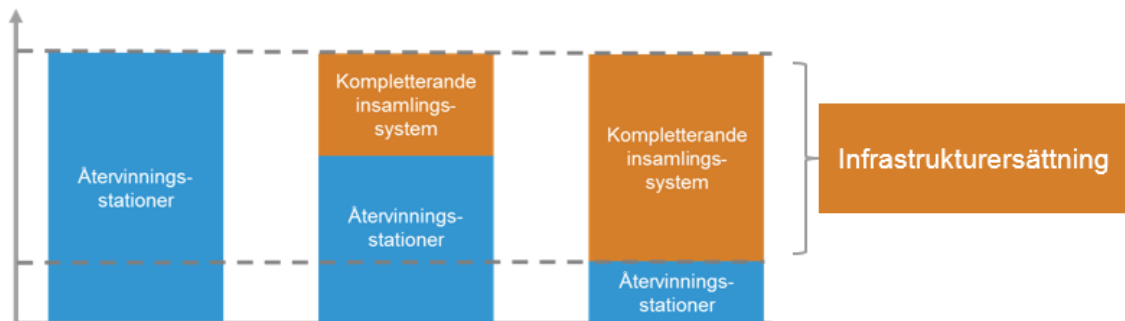 Återvinnings-
stationer
Kompletterande
insamlings-
system
Återvinnings-
stationer
Kompletterande
insamlings-
system
Återvinnings-
stationer
Infrastrukturersättning